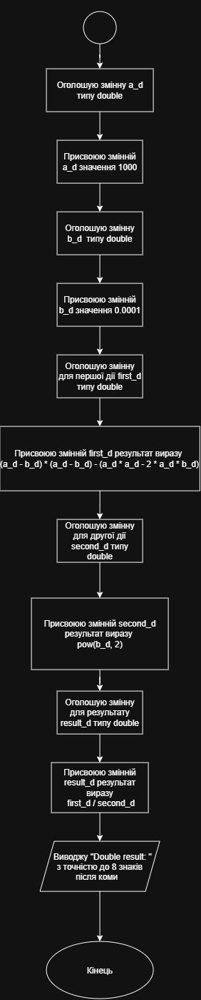 Оголошую змінну a_d
типу double
Присвоюю змінній
a_d значення 1000
Оголошую змінну
b_d  типу double
Присвоюю змінній
b_d значення 0.0001
Оголошую змінну
для першої дії first_d
типу double
Присвоюю змінній first_d результат виразу
(a_d - b_d) * (a_d - b_d) - (a_d * a_d - 2 * a_d * b_d)
Оголошую змінну
для другої дії
second_d типу
double
Присвоюю змінній second_d
результат виразу
pow(b_d, 2)
Оголошую змінну
для результату
result_d типу double
Присвоюю змінній
result_d результат
виразу
first_d / second_d
Виводжу "Double result: "
з точністю до 8 знаків
після коми
Кінець